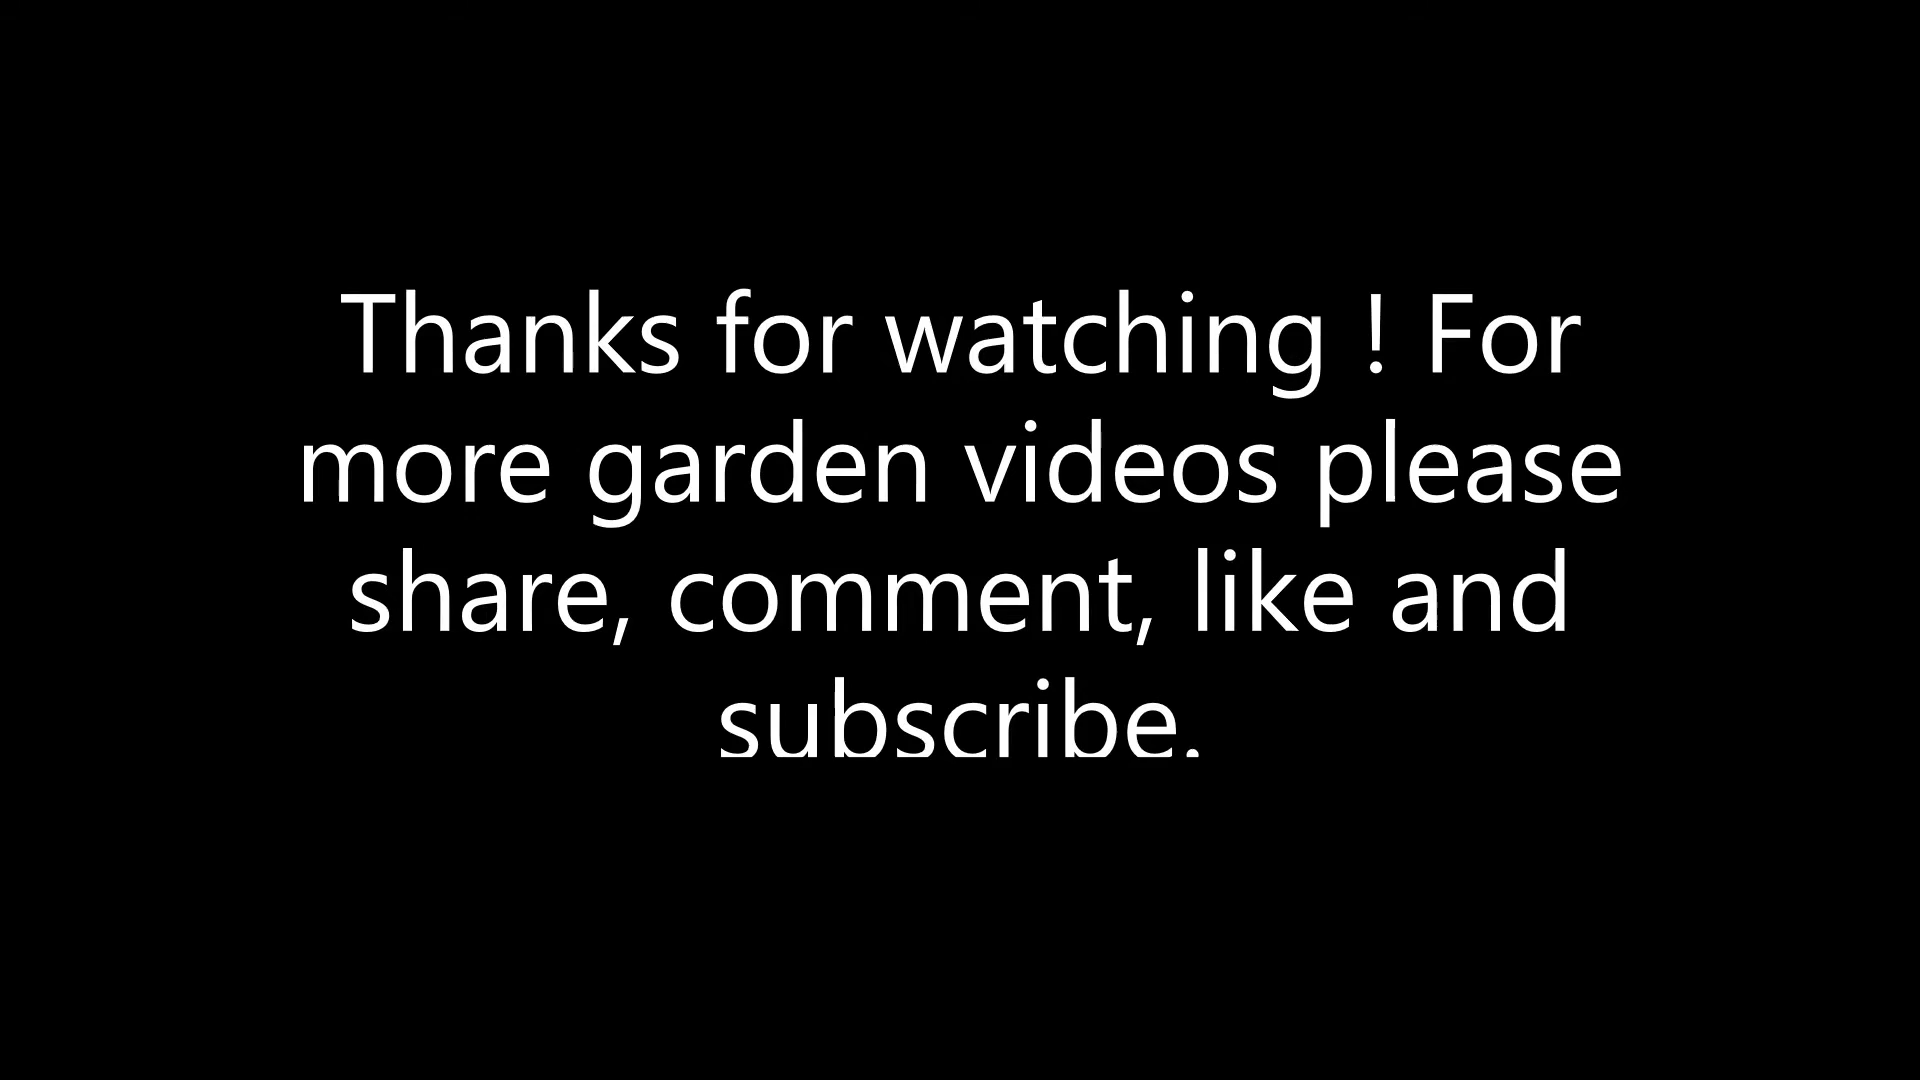 Thanks for watching ! For
more garden videos please
share, comment, like and
subscribe.